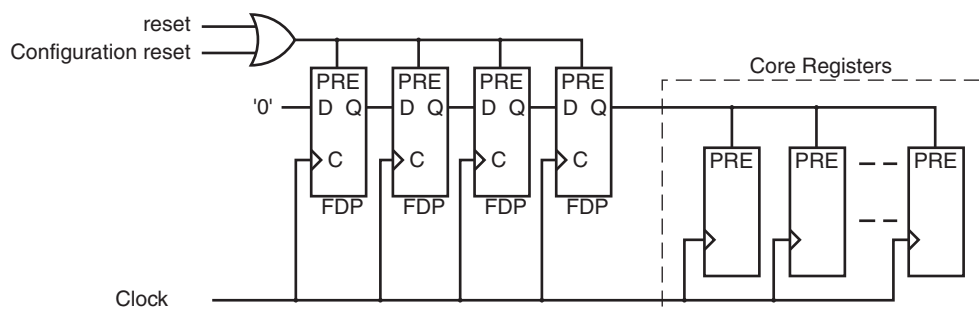 reset
Configuration reset
Core Registers
PRE PRE PRE PRE
'0' D Q D Q D Q D Q
PRE PRE PRE
C C C C
FDP FDP FDP FDP
Clock